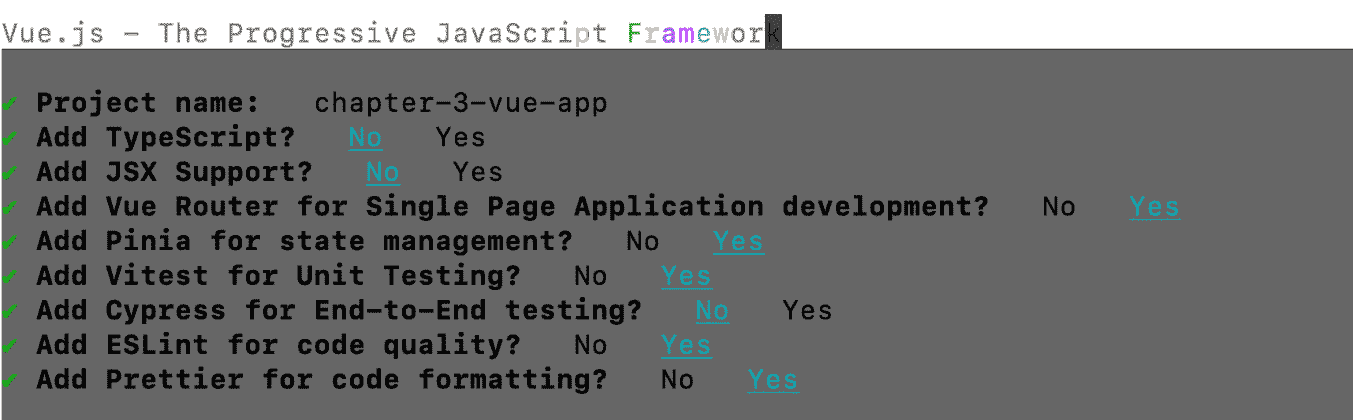 Vue.js – The Progressive JavaScript Framework
✔ Project name: chapter-3-vue-app
✔ Add TypeScript? No Yes
✔ Add JSX Support? No Yes
✔ Add Vue Router for Single Page Application development? No Yes
✔ Add Pinia for state management? No Yes
✔ Add Vitest for Unit Testing? No Yes
✔ Add Cypress for End-to-End testing? No Yes
✔ Add ESLint for code quality? No Yes
✔ Add Prettier for code formatting? No Yes